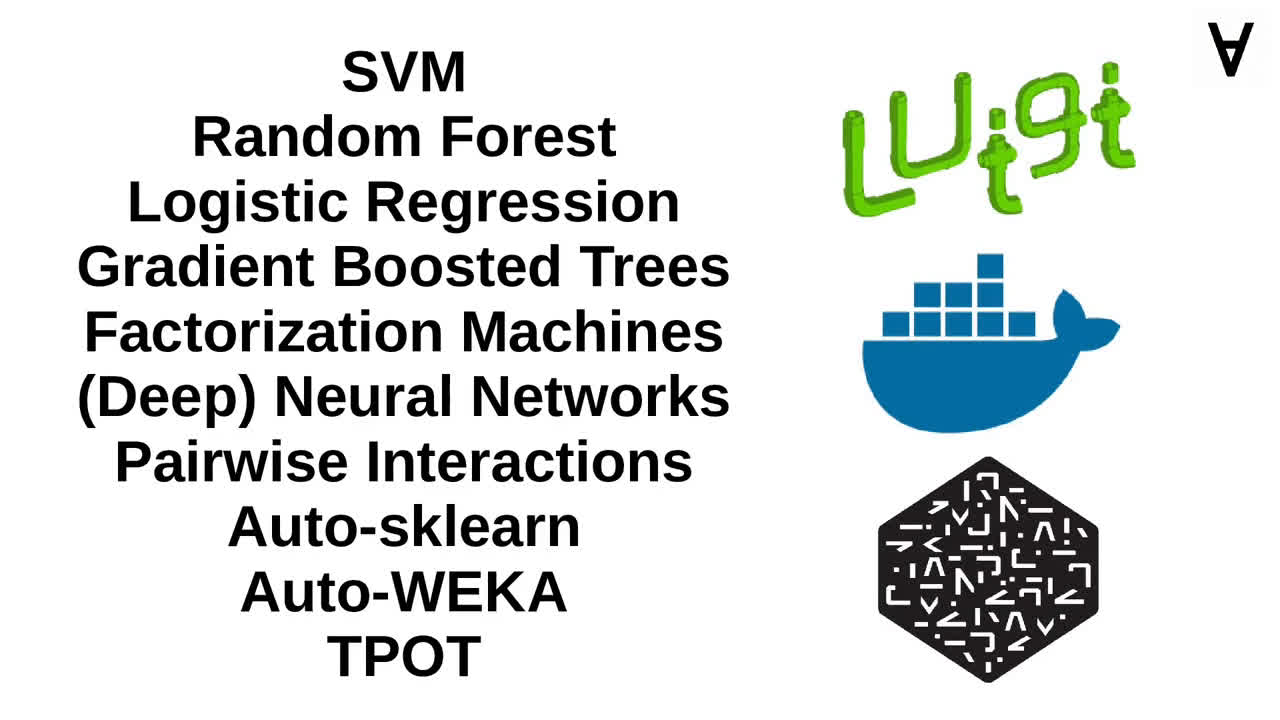 SVM
Random Forest
Logistic Regression
Gradient Boosted Trees
Factorization Machines
(Deep) Neural Networks
Pairwise Interactions
Auto-sklearn
Auto-WEKA
TPOT
Luigi
∀